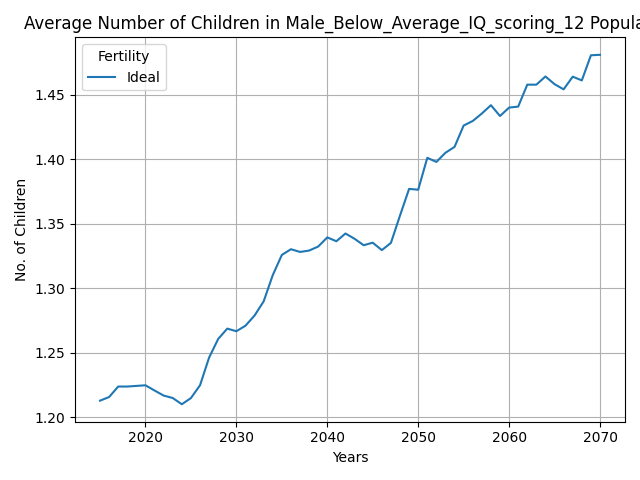 Average Number of Children in Male_Below_Average_IQ_scoring_12 Popula
Fertility
Ideal
No. of Children
1.45
1.40
1.35
1.30
1.25
1.20
2020 2030 2040 2050 2060 2070
Years